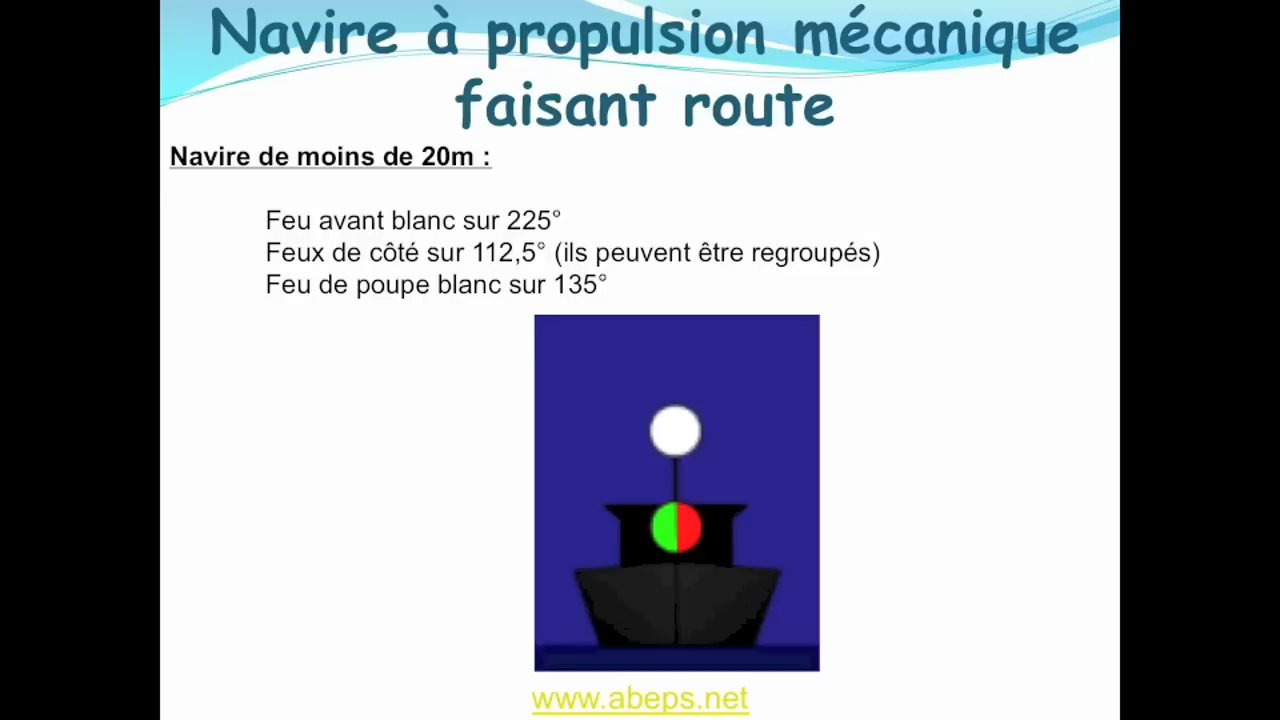 Navire à propulsion mécanique
faisant route
Navire de moins de 20m :
Feu avant blanc sur 225°
Feux de côté sur 112,5° (ils peuvent être regroupés)
Feu de poupe blanc sur 135°
www.abeps.net